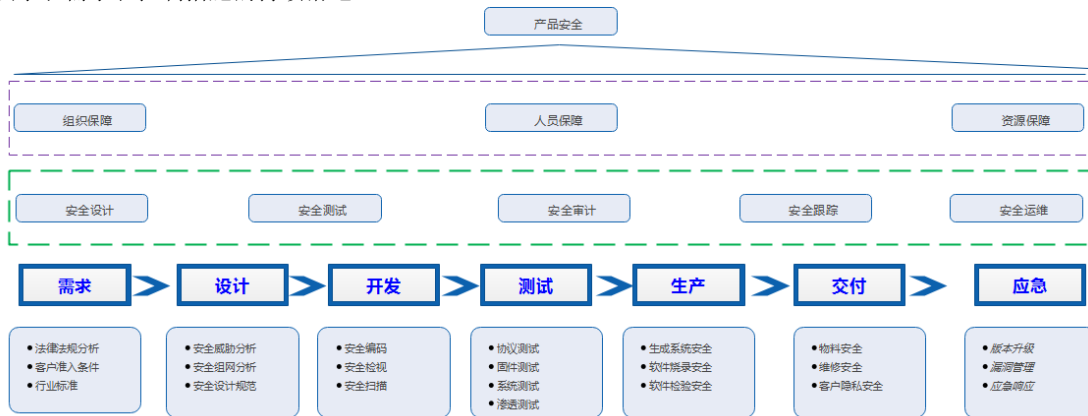 产品安全
组织保障
人员保障
资源保障
安全设计
安全测试
安全审计
安全跟踪
安全运维
需求
设计
开发
测试
生产
交付
应急
• 法律法规分析
• 客户准入条件
• 行业标准
• 安全威胁分析
• 安全组网分析
• 安全设计规范
• 安全编码
• 安全检视
• 安全扫描
• 协议测试
• 固件测试
• 系统测试
• 渗透测试
• 生成系统安全
• 软件烧录安全
• 软件检验安全
• 物料安全
• 维修安全
• 客户隐私安全
• 版本升级
• 漏洞管理
• 应急响应